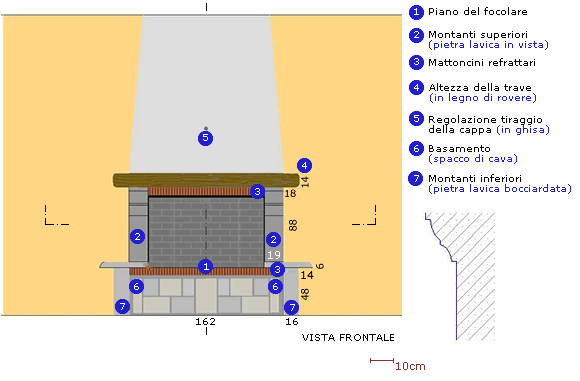 1 Piano del focolare
2 Montanti superiori
(pietra lavica in vista)
3 Mattoncini refrattari
4 Altezza della trave
(in legno di rovere)
5 Regolazione tiraggio
della cappa (in ghisa)
6 Basamento
(spacco di cava)
7 Montanti inferiori
(pietra lavica bocciardata)
5
4
14
3
18
88
2
2
19
1
3
6
14
6
6
48
7
7
162
16
VISTA FRONTALE
10cm